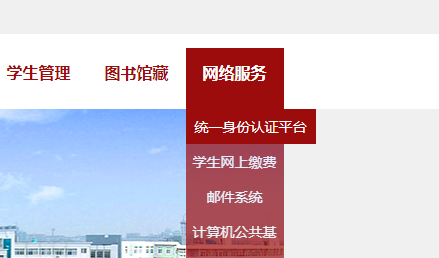 学生管理 图书馆藏 网络服务
统一身份认证平台
学生网上缴费
邮件系统
计算机公共基